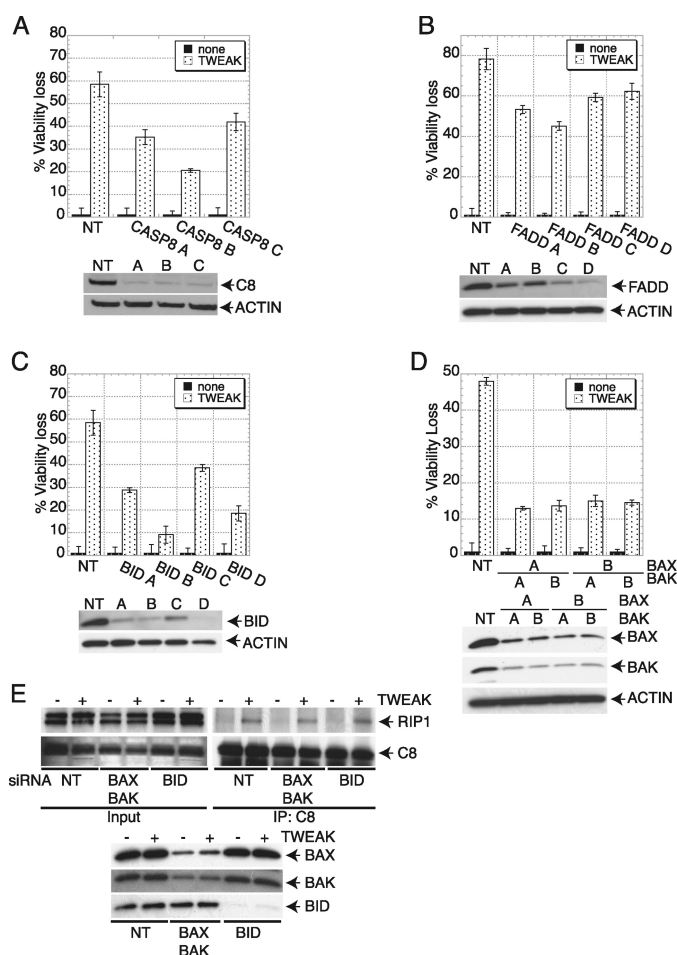 A
none
TWEAK
% Viability loss
80
70
60
50
40
30
20
10
0
NT
CASP8 A
CASP8 B
CASP8 C
NT A B C
C8
ACTIN
B
none
TWEAK
% Viability loss
80
60
40
20
0
NT
FADD A
FADD B
FADD C
FADD D
NT A B C D
FADD
ACTIN
C
none
TWEAK
% Viability loss
80
70
60
50
40
30
20
10
0
NT
BID A
BID B
BID C
BID D
NT A B C D
BID
ACTIN
D
none
TWEAK
% Viability Loss
50
40
30
20
10
0
NT
A B BAX
A B A B BAK
A B BAX
NT A B A B BAK
BAX
BAK
ACTIN
E
- + - + - + - + - + - + TWEAK
RIP1
C8
siRNA NT BAX BID NT BAX BID
BAK BAK
Input IP: C8
- + - + - + TWEAK
BAX
BAK
BID
NT BAX BID
BAK